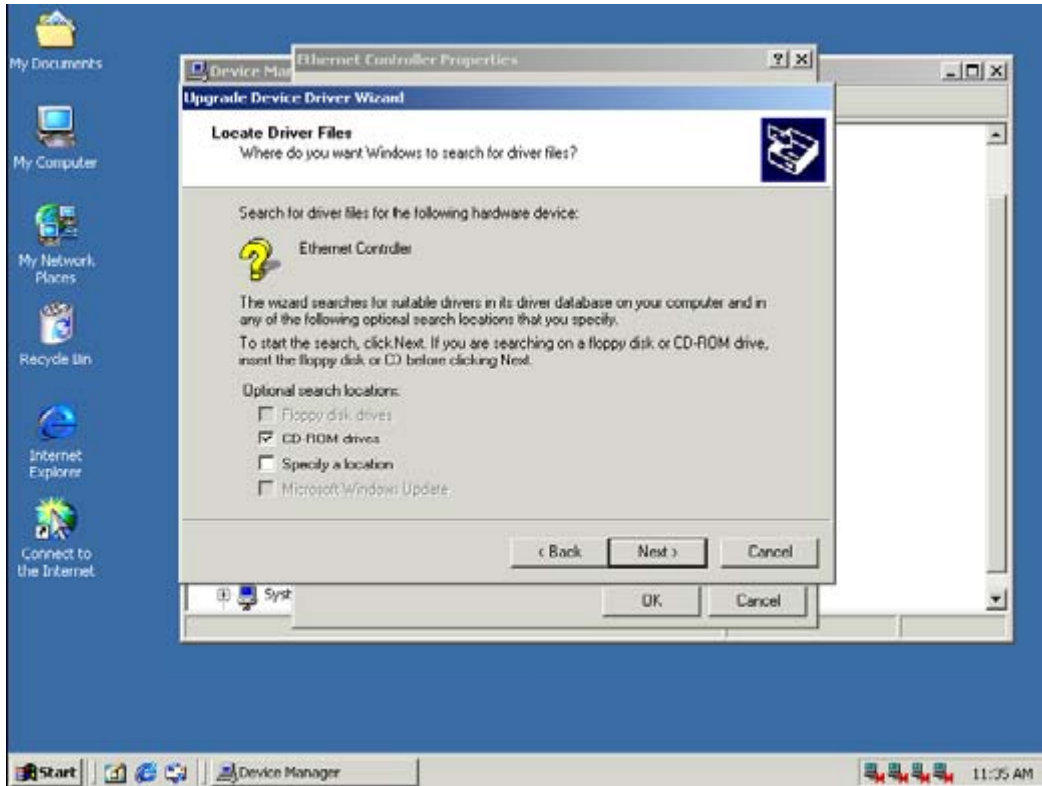 My Documents
My Computer
My Network
Places
Recycle Bin
Internet
Explorer
Connect to
the Internet
Device Man
Ethernet Controller Properties
Upgrade Device Driver Wizard
Locate Driver Files
Where do you want Windows to search for driver files?
Search for driver files for the following hardware device:
Ethernet Controller
The wizard searches for suitable drivers in its driver database on your computer and in
any of the following optional search locations that you specify.
To start the search, click Next. If you are searching on a floppy disk or CD-ROM drive,
insert the floppy disk or CD before clicking Next.
Optional search locations:
Floppy disk drives
CD-ROM drives
Specify a location
Microsoft Windows Update
< Back
Next >
Cancel
Syst
OK
Cancel
Start
Device Manager
11:35 AM